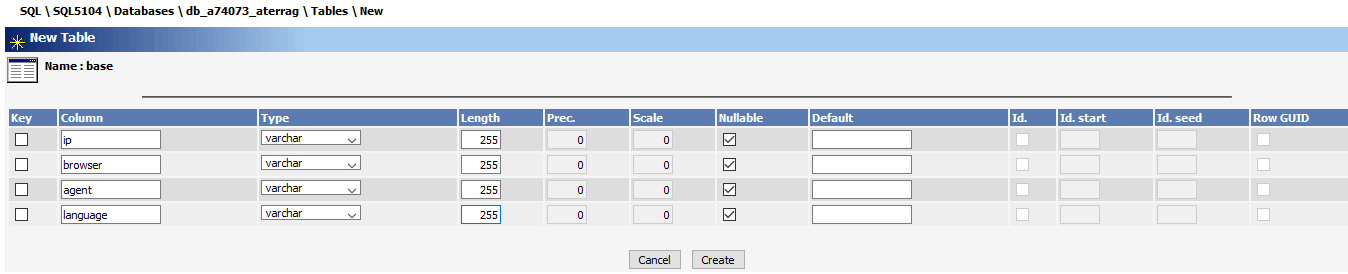 SQL \ SQL5104 \ Databases \ db_a74073_aterrag \ Tables \ New
New Table
Name : base
Key Column Type Length Prec. Scale Nullable Default Id. Id. start Id. seed Row GUID
ip varchar 255 0 0
browser varchar 255 0 0
agent varchar 255 0 0
language varchar 255 0 0
Cancel Create